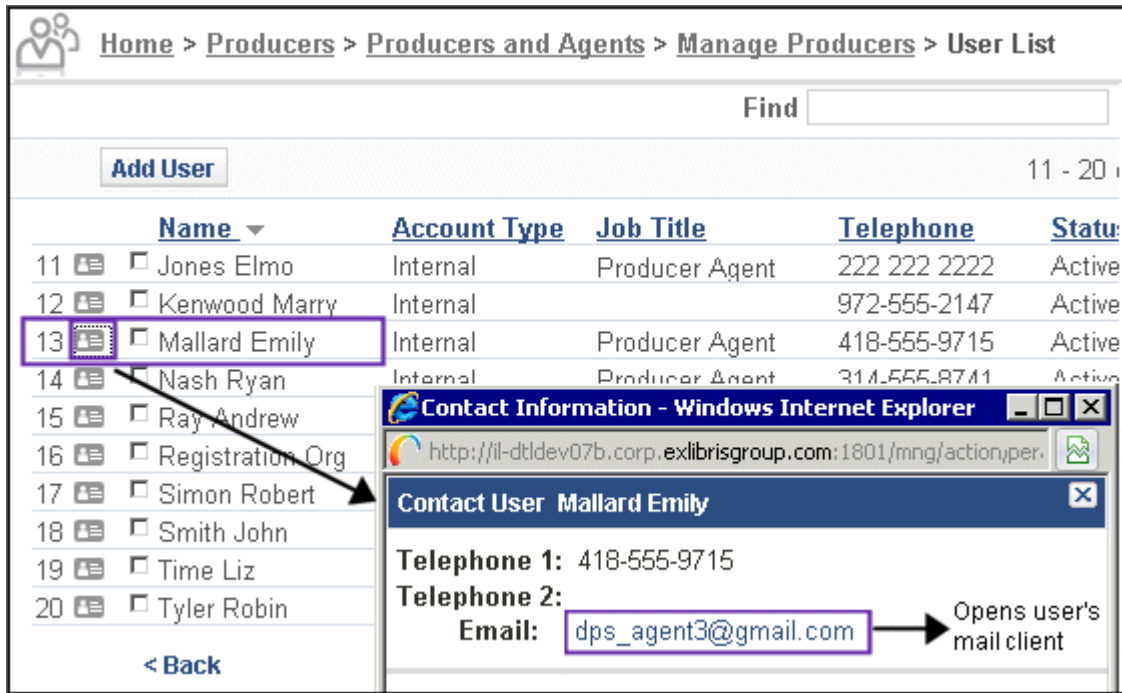 Home > Producers > Producers and Agents > Manage Producers > User List
Find
Add User 11 - 20
Name Account Type Job Title Telephone Status
11 Jones Elmo Internal Producer Agent 222 222 2222 Active
12 Kenwood Marry Internal 972-555-2147 Active
13 Mallard Emily Internal Producer Agent 418-555-9715 Active
14 Nash Ryan Internal Producer Agent 314-555-8741 Active
15 Ray Andrew
16 Registration Org
17 Simon Robert
18 Smith John
19 Time Liz
20 Tyler Robin
< Back
Contact Information - Windows Internet Explorer
http://il-dtldev07b.corp.exlibrisgroup.com:1801/mng/action/per
Contact User Mallard Emily
Telephone 1: 418-555-9715
Telephone 2:
Email: dps_agent3@gmail.com
Opens user's
mail client